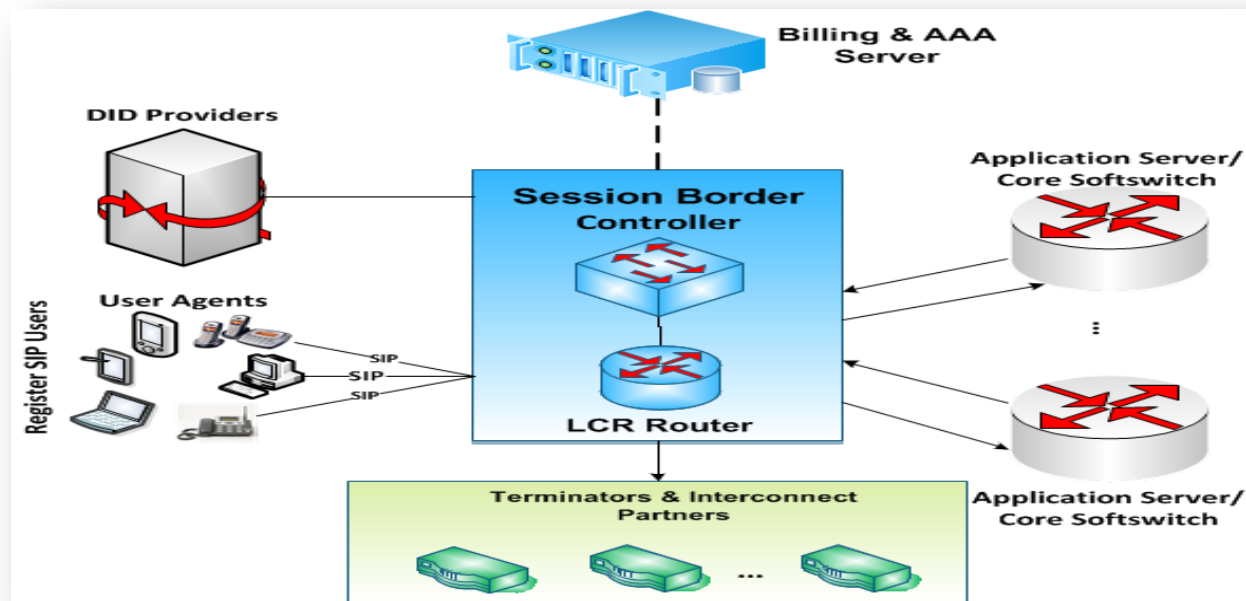 Billing & AAA
Server
DID Providers
Application Server/
Core Softswitch
Session Border
Controller
User Agents
Register SIP Users
SIP
SIP
SIP
...
LCR Router
Application Server/
Core Softswitch
Terminators & Interconnect
Partners
...